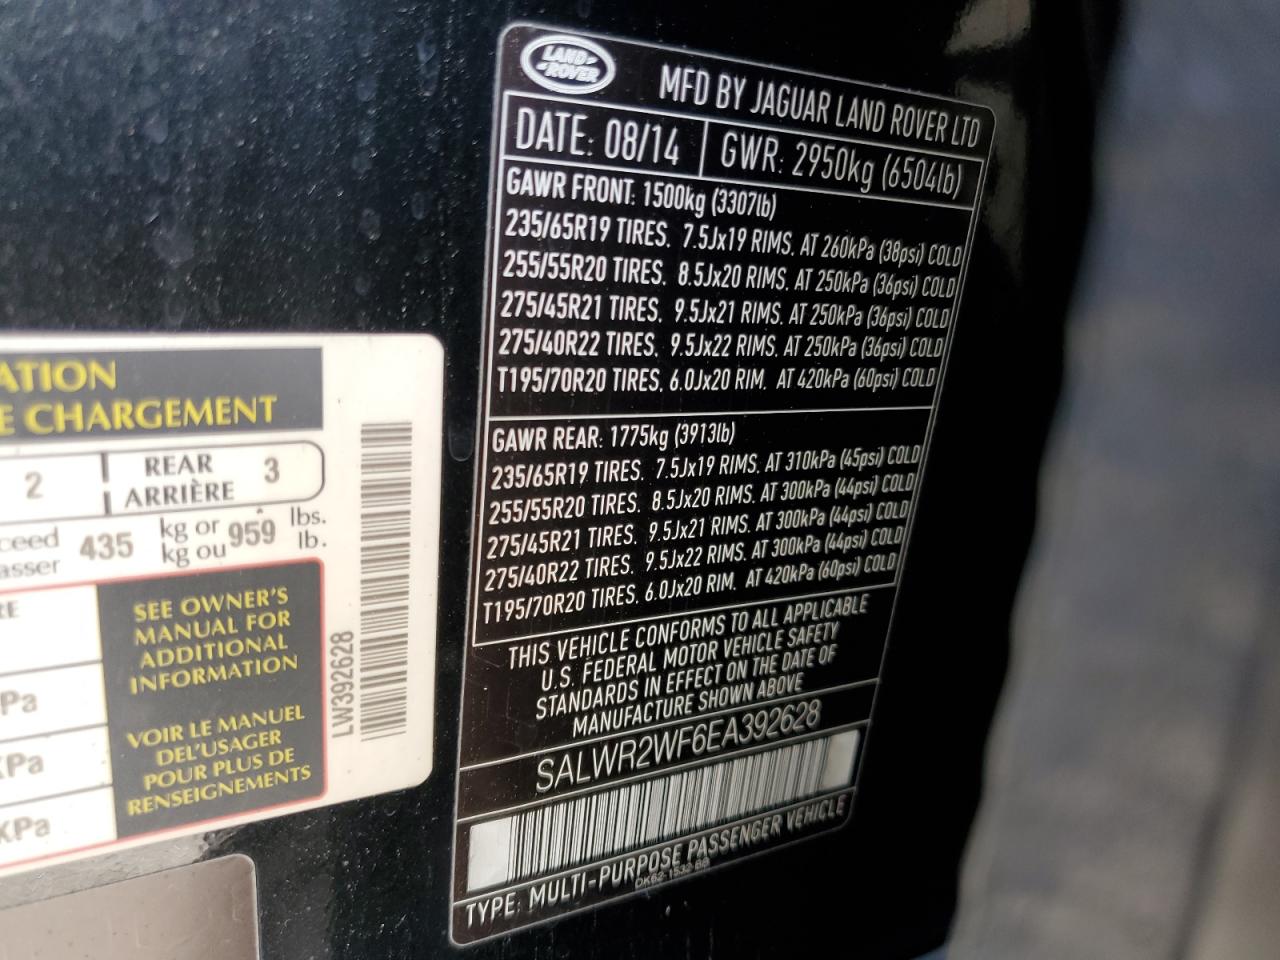 LAND ROVER
MFD BY JAGUAR LAND ROVER LTD
DATE: 08/14 GWR: 2950kg (6504lb)
GAWR FRONT: 1500kg (3307lb)
235/65R19 TIRES. 7.5Jx19 RIMS. AT 260kPa (38psi) COLD
255/55R20 TIRES. 8.5Jx20 RIMS. AT 250kPa (36psi) COLD
275/45R21 TIRES. 9.5Jx21 RIMS. AT 250kPa (36psi) COLD
275/40R22 TIRES. 9.5Jx22 RIMS. AT 250kPa (36psi) COLD
T195/70R20 TIRES. 6.0Jx20 RIM. AT 420kPa (60psi) COLD
GAWR REAR: 1775kg (3913lb)
235/65R19 TIRES. 7.5Jx19 RIMS. AT 310kPa (45psi) COLD
255/55R20 TIRES. 8.5Jx20 RIMS. AT 300kPa (44psi) COLD
275/45R21 TIRES. 9.5Jx21 RIMS. AT 300kPa (44psi) COLD
275/40R22 TIRES. 9.5Jx22 RIMS. AT 300kPa (44psi) COLD
T195/70R20 TIRES. 6.0Jx20 RIM. AT 420kPa (60psi) COLD
THIS VEHICLE CONFORMS TO ALL APPLICABLE
U.S. FEDERAL MOTOR VEHICLE SAFETY
STANDARDS IN EFFECT ON THE DATE OF
MANUFACTURE SHOWN ABOVE
SALWR2WF6EA392628
TYPE: MULTI-PURPOSE PASSENGER VEHICLE
DK62-1532-BB
ATION
E CHARGEMENT
2 REAR 3
ARRIÈRE
ceed 435 kg or 959 lbs.
asser kg ou lb.
RE
Pa
KPa
KPa
SEE OWNER'S
MANUAL FOR
ADDITIONAL
INFORMATION
VOIR LE MANUEL
DEL'USAGER
POUR PLUS DE
RENSEIGNEMENTS
LW392628